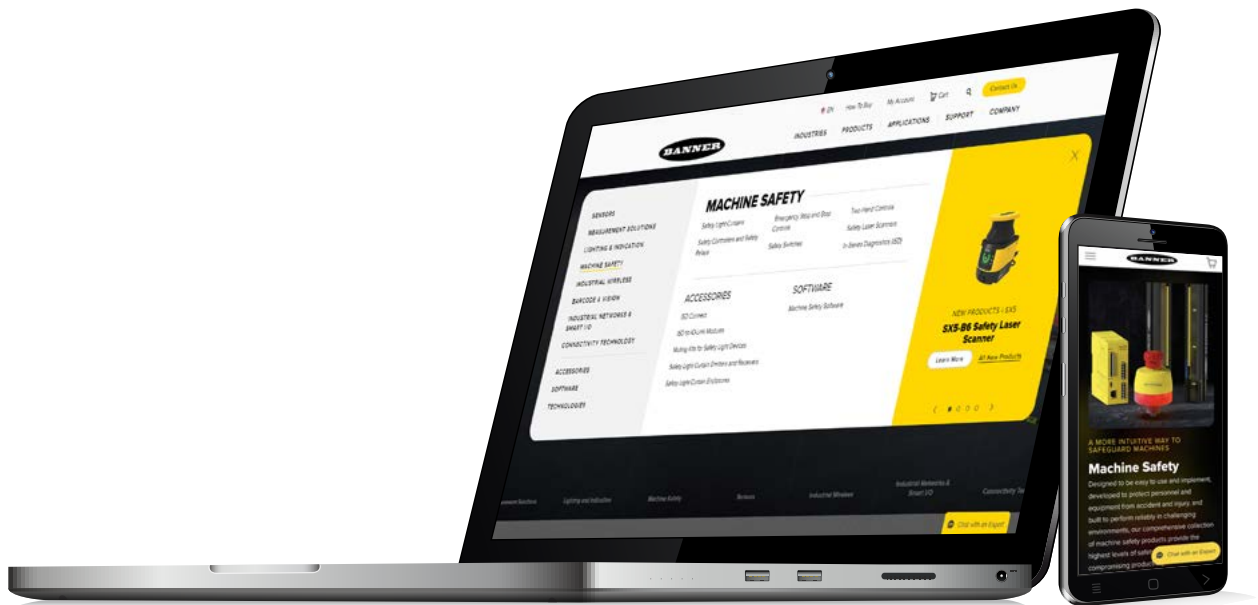 EN How To Buy My Account Cart Contact Us
BANNER
INDUSTRIES PRODUCTS APPLICATIONS SUPPORT COMPANY
SENSORS
MEASUREMENT SOLUTIONS
LIGHTING & INDICATION
MACHINE SAFETY
INDUSTRIAL WIRELESS
BARCODE & VISION
INDUSTRIAL NETWORKS &
SMART I/O
CONNECTIVITY TECHNOLOGY
ACCESSORIES
SOFTWARE
TECHNOLOGIES
MACHINE SAFETY
Safety Light Curtains
Safety Controllers and Safety
Relays
Emergency Stop and Stop
Controls
Safety Switches
Two-Hand Controls
Safety Laser Scanners
In-Series Diagnostics (ISD)
ACCESSORIES
ISD Connect
ISD-to-IO-Link Modules
Muting Kits for Safety Light Devices
Safety Light Curtain Emitters and Receivers
Safety Light Curtain Enclosures
SOFTWARE
Machine Safety Software
NEW PRODUCTS | SX5
SX5-B6 Safety Laser
Scanner
Learn More All New Products
Lighting and Indication Machine Safety Sensors Industrial Wireless
Industrial Networks &
Smart I/O
Connectivity
Chat with an Expert
BANNER
A MORE INTUITIVE WAY TO
SAFEGUARD MACHINES
Machine Safety
Designed to be easy to use and implement,
developed to protect personnel and
equipment from accident and injury, and
built to perform reliably in challenging
environments, our comprehensive collection
of machine safety products provide the
highest levels of safe
compromising produc
Chat with an Expert